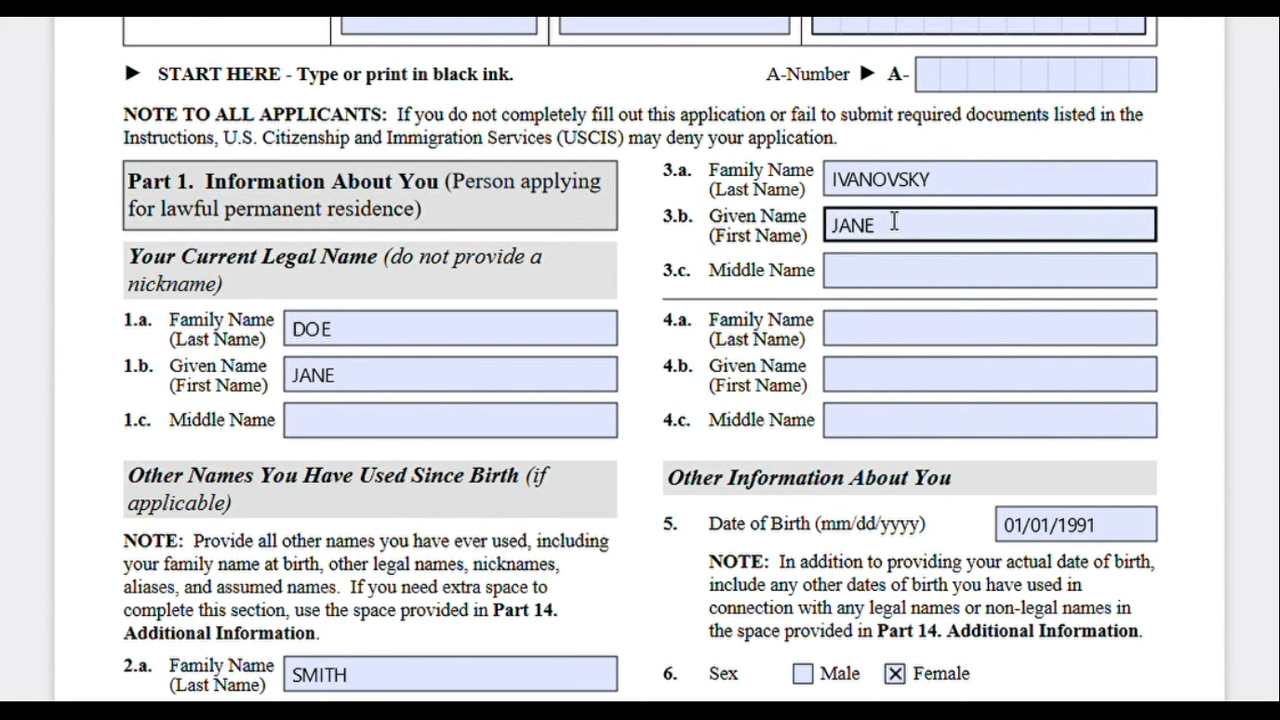 START HERE - Type or print in black ink.
A-Number A-
NOTE TO ALL APPLICANTS: If you do not completely fill out this application or fail to submit required documents listed in the
Instructions, U.S. Citizenship and Immigration Services (USCIS) may deny your application.
Part 1. Information About You (Person applying
for lawful permanent residence)
Your Current Legal Name (do not provide a
nickname)
1.a. Family Name
(Last Name) DOE
1.b. Given Name
(First Name) JANE
1.c. Middle Name
Other Names You Have Used Since Birth (if
applicable)
NOTE: Provide all other names you have ever used, including
your family name at birth, other legal names, nicknames,
aliases, and assumed names. If you need extra space to
complete this section, use the space provided in Part 14.
Additional Information.
2.a. Family Name
(Last Name) SMITH
3.a. Family Name
(Last Name) IVANOVSKY
3.b. Given Name
(First Name) JANE
3.c. Middle Name
4.a. Family Name
(Last Name)
4.b. Given Name
(First Name)
4.c. Middle Name
Other Information About You
5. Date of Birth (mm/dd/yyyy) 01/01/1991
NOTE: In addition to providing your actual date of birth,
include any other dates of birth you have used in
connection with any legal names or non-legal names in
the space provided in Part 14. Additional Information.
6. Sex Male Female